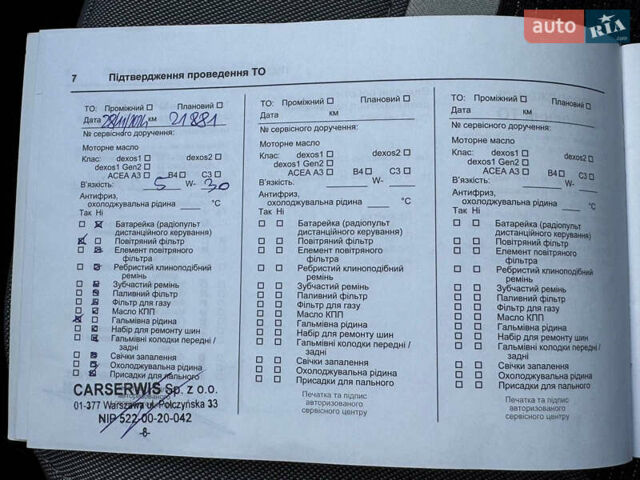 auto RIA.com
7 Підтвердження проведення ТО
ТО: Проміжний Плановий
Дата 28/11/2014 км 21881
№ сервісного доручення:
Моторне масло
Клас: dexos1 dexos2
dexos1 Gen2
ACEA A3 B4 C3
В'язкість: 5 W- 30
Антифриз,
охолоджувальна рідина °C
Так Ні
Батарейка (радіопульт
дистанційного керування)
Повітряний фільтр
Елемент повітряного
фільтра
Ребристий клиноподібний
ремінь
Зубчастий ремінь
Паливний фільтр
Фільтр для газу
Масло КПП
Гальмівна рідина
Набір для ремонту шин
Гальмівні колодки передні /
задні
Свічки запалення
Охолоджувальна рідина
Присадки для пального
CARSERWIS Sp. z o.o.
01-377 Warszawa ul. Połczyńska 33
NIP 522-00-20-042
-6-
ТО: Проміжний Плановий
Дата км
№ сервісного доручення:
Моторне масло
Клас: dexos1 dexos2
dexos1 Gen2
ACEA A3 B4 C3
В'язкість: W-
Антифриз,
охолоджувальна рідина °C
Так Ні
Батарейка (радіопульт
дистанційного керування)
Повітряний фільтр
Елемент повітряного
фільтра
Ребристий клиноподібний
ремінь
Зубчастий ремінь
Паливний фільтр
Фільтр для газу
Масло КПП
Гальмівна рідина
Набір для ремонту шин
Гальмівні колодки передні /
задні
Свічки запалення
Охолоджувальна рідина
Присадки для пального
Печатка та підпис
авторизованого
сервісного центру
ТО: Проміжний Плановий
Дата км
№ сервісного доручення:
Моторне масло
Клас: dexos1 dexos2
dexos1 Gen2
ACEA A3 B4 C3
В'язкість: W-
Антифриз,
охолоджувальна рідина °C
Так Ні
Батарейка (радіопульт
дистанційного керування)
Повітряний фільтр
Елемент повітряного
фільтра
Ребристий клиноподібний
ремінь
Зубчастий ремінь
Паливний фільтр
Фільтр для газу
Масло КПП
Гальмівна рідина
Набір для ремонту шин
Гальмівні колодки передні /
задні
Свічки запалення
Охолоджувальна рідина
Присадки для пального
Печатка та підпис
авторизованого
сервісного центру